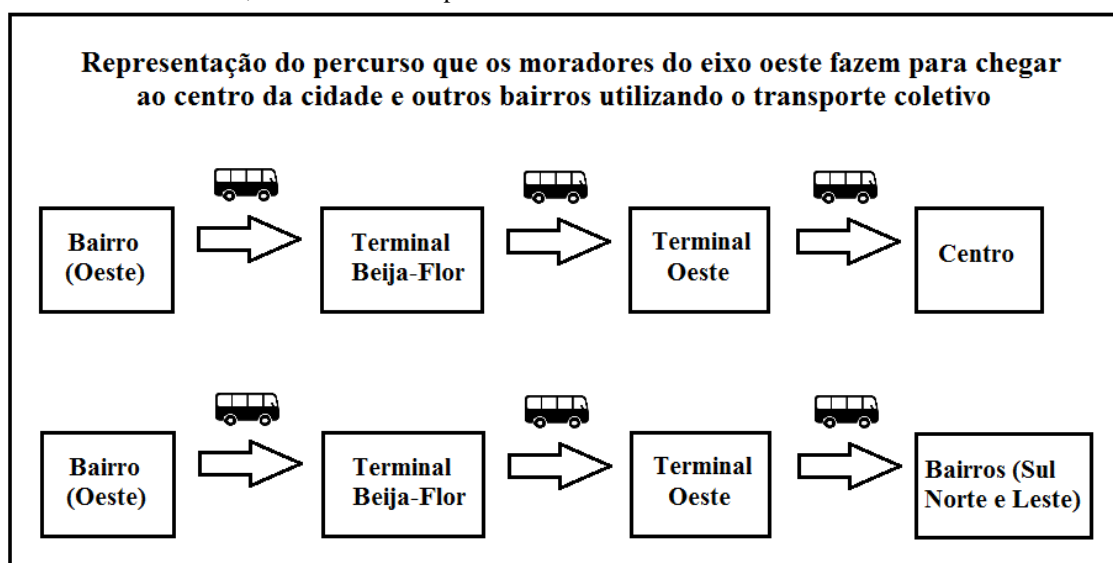 Representação do percurso que os moradores do eixo oeste fazem para chegar
ao centro da cidade e outros bairros utilizando o transporte coletivo
Bairro
(Oeste)
Terminal
Beija-Flor
Terminal
Oeste
Centro
Bairro
(Oeste)
Terminal
Beija-Flor
Terminal
Oeste
Bairros (Sul
Norte e Leste)